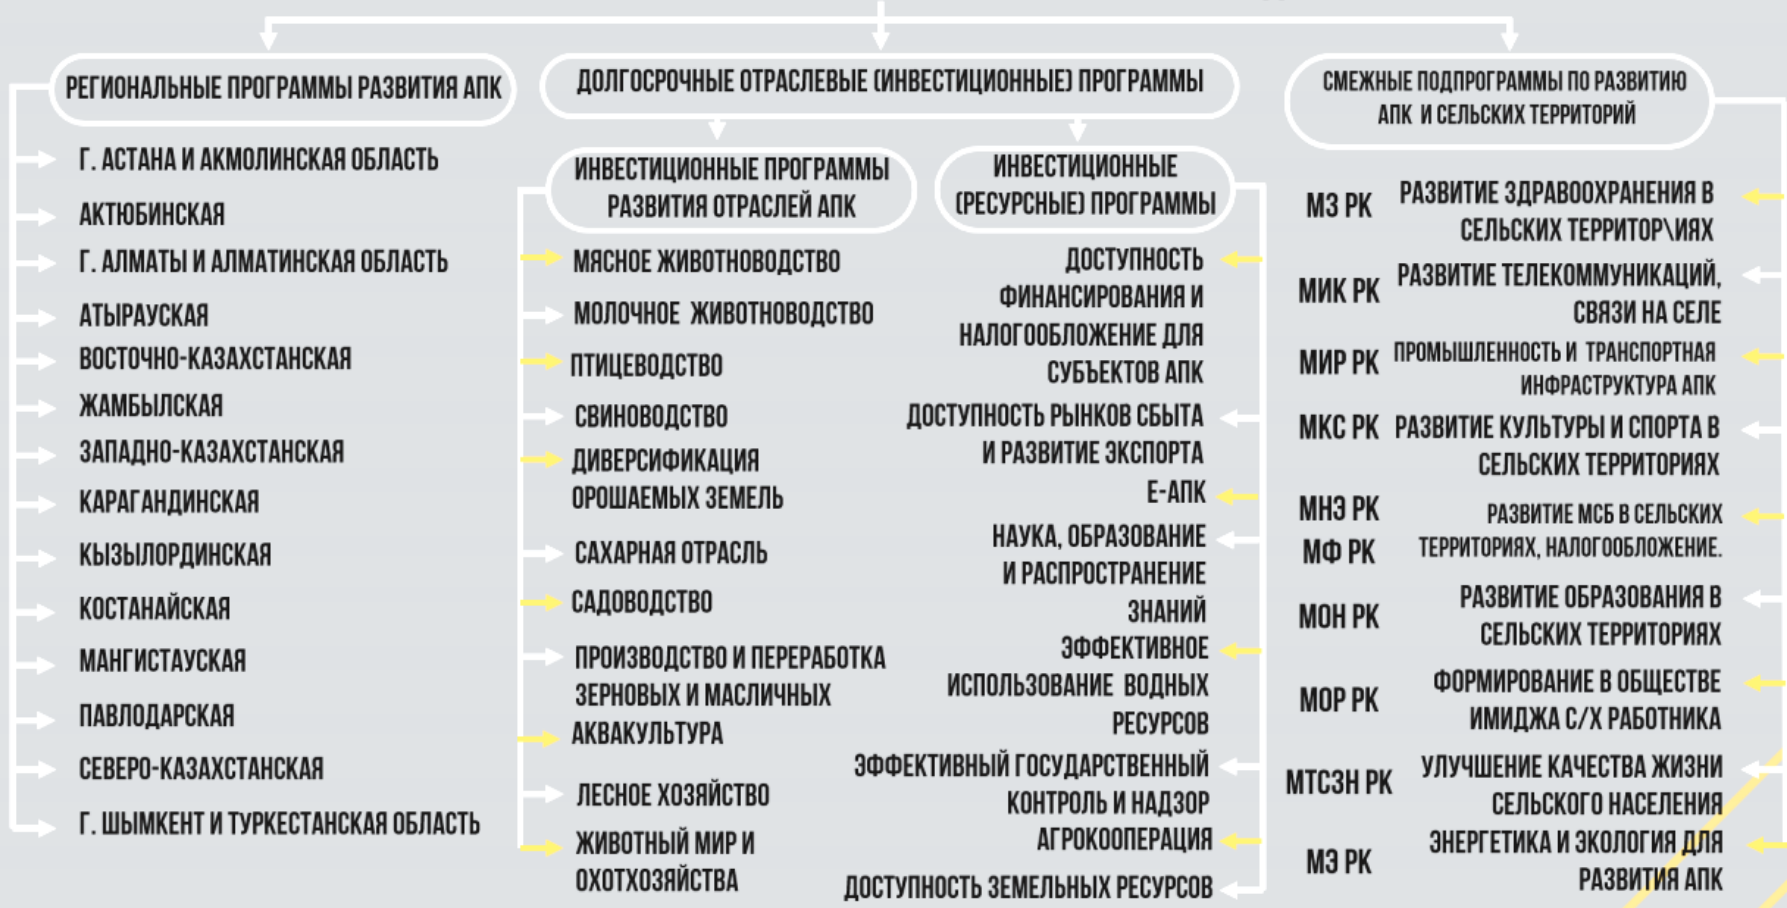 РЕГИОНАЛЬНЫЕ ПРОГРАММЫ РАЗВИТИЯ АПК
Г. АСТАНА И АКМОЛИНСКАЯ ОБЛАСТЬ
АКТЮБИНСКАЯ
Г. АЛМАТЫ И АЛМАТИНСКАЯ ОБЛАСТЬ
АТЫРАУСКАЯ
ВОСТОЧНО-КАЗАХСТАНСКАЯ
ЖАМБЫЛСКАЯ
ЗАПАДНО-КАЗАХСТАНСКАЯ
КАРАГАНДИНСКАЯ
КЫЗЫЛОРДИНСКАЯ
КОСТАНАЙСКАЯ
МАНГИСТАУСКАЯ
ПАВЛОДАРСКАЯ
СЕВЕРО-КАЗАХСТАНСКАЯ
Г. ШЫМКЕНТ И ТУРКЕСТАНСКАЯ ОБЛАСТЬ
ДОЛГОСРОЧНЫЕ ОТРАСЛЕВЫЕ (ИНВЕСТИЦИОННЫЕ) ПРОГРАММЫ
ИНВЕСТИЦИОННЫЕ ПРОГРАММЫ
РАЗВИТИЯ ОТРАСЛЕЙ АПК
МЯСНОЕ ЖИВОТНОВОДСТВО
МОЛОЧНОЕ ЖИВОТНОВОДСТВО
ПТИЦЕВОДСТВО
СВИНОВОДСТВО
ДИВЕРСИФИКАЦИЯ
ОРОШАЕМЫХ ЗЕМЕЛЬ
САХАРНАЯ ОТРАСЛЬ
САДОВОДСТВО
ПРОИЗВОДСТВО И ПЕРЕРАБОТКА
ЗЕРНОВЫХ И МАСЛИЧНЫХ
АКВАКУЛЬТУРА
ЛЕСНОЕ ХОЗЯЙСТВО
ЖИВОТНЫЙ МИР И
ОХОТХОЗЯЙСТВА
ИНВЕСТИЦИОННЫЕ
(РЕСУРСНЫЕ) ПРОГРАММЫ
ДОСТУПНОСТЬ
ФИНАНСИРОВАНИЯ И
НАЛОГООБЛОЖЕНИЕ ДЛЯ
СУБЪЕКТОВ АПК
ДОСТУПНОСТЬ РЫНКОВ СБЫТА
И РАЗВИТИЕ ЭКСПОРТА
Е-АПК
НАУКА, ОБРАЗОВАНИЕ
И РАСПРОСТРАНЕНИЕ
ЗНАНИЙ
ЭФФЕКТИВНОЕ
ИСПОЛЬЗОВАНИЕ ВОДНЫХ
РЕСУРСОВ
ЭФФЕКТИВНЫЙ ГОСУДАРСТВЕННЫЙ
КОНТРОЛЬ И НАДЗОР
АГРОКООПЕРАЦИЯ
ДОСТУПНОСТЬ ЗЕМЕЛЬНЫХ РЕСУРСОВ
СМЕЖНЫЕ ПОДПРОГРАММЫ ПО РАЗВИТИЮ
АПК И СЕЛЬСКИХ ТЕРРИТОРИЙ
МЗ РК РАЗВИТИЕ ЗДРАВООХРАНЕНИЯ В
СЕЛЬСКИХ ТЕРРИТОР\ИЯХ
МИК РК РАЗВИТИЕ ТЕЛЕКОММУНИКАЦИЙ,
СВЯЗИ НА СЕЛЕ
МИР РК ПРОМЫШЛЕННОСТЬ И ТРАНСПОРТНАЯ
ИНФРАСТРУКТУРА АПК
МКС РК РАЗВИТИЕ КУЛЬТУРЫ И СПОРТА В
СЕЛЬСКИХ ТЕРРИТОРИЯХ
МНЭ РК РАЗВИТИЕ МСБ В СЕЛЬСКИХ
МФ РК ТЕРРИТОРИЯХ, НАЛОГООБЛОЖЕНИЕ.
МОН РК РАЗВИТИЕ ОБРАЗОВАНИЯ В
СЕЛЬСКИХ ТЕРРИТОРИЯХ
МОР РК ФОРМИРОВАНИЕ В ОБЩЕСТВЕ
ИМИДЖА С/Х РАБОТНИКА
МТСЗН РК УЛУЧШЕНИЕ КАЧЕСТВА ЖИЗНИ
СЕЛЬСКОГО НАСЕЛЕНИЯ
МЭ РК ЭНЕРГЕТИКА И ЭКОЛОГИЯ ДЛЯ
РАЗВИТИЯ АПК